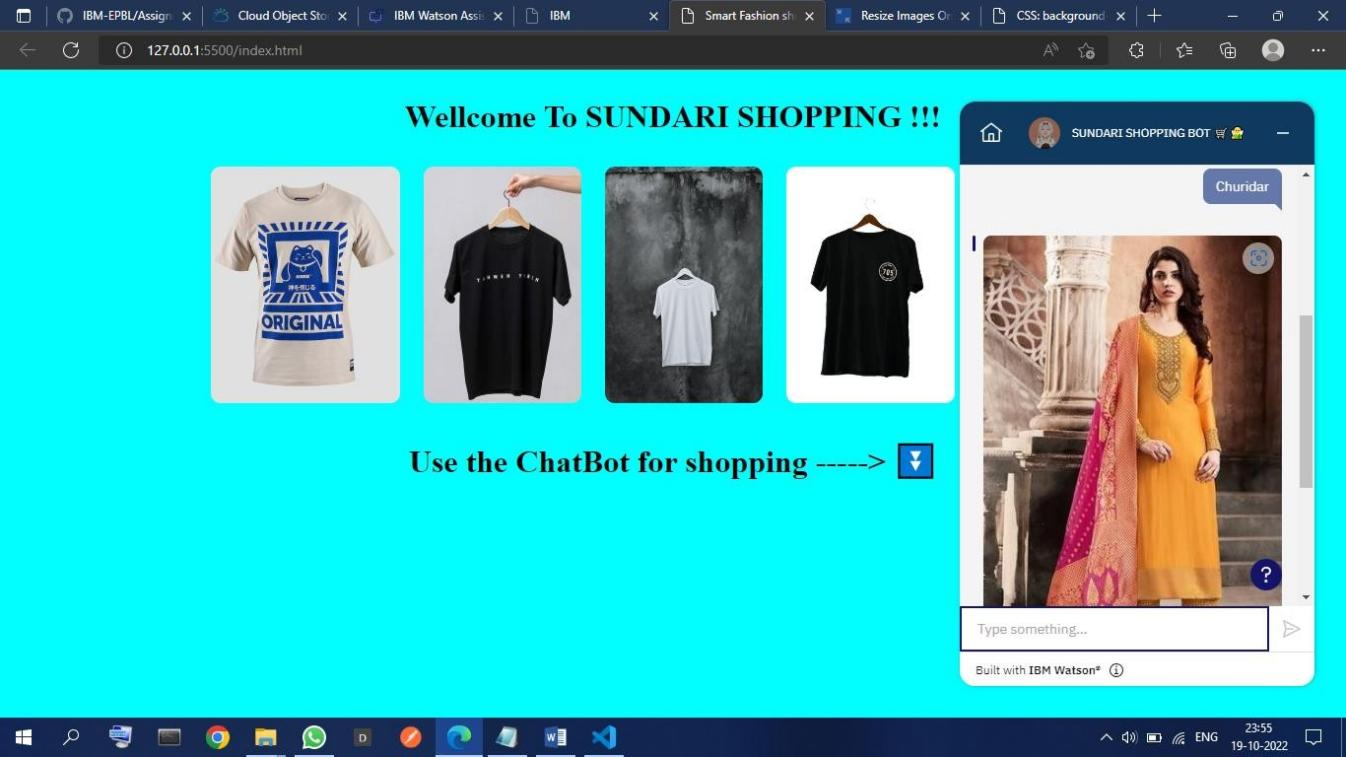 IBM-EPBL/Assign
Cloud Object Sto
IBM Watson Assi
IBM
Smart Fashion sh
Resize Images O
CSS: background
127.0.0.1:5500/index.html
Wellcome To SUNDARI SHOPPING !!!
SUNDARI SHOPPING BOT
Churidar
ORIGINAL
705
Use the ChatBot for shopping ----->
?
Type something...
Built with IBM Watson®
D
ENG
23:55
19-10-2022